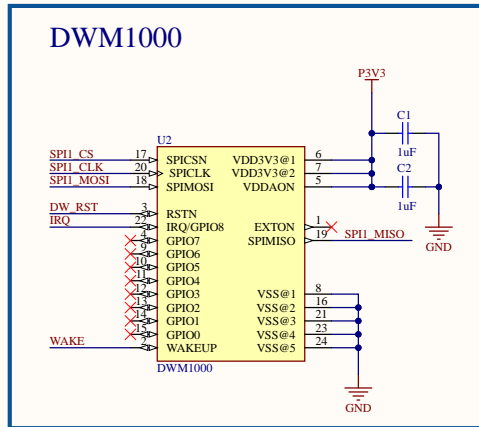 DWM1000
P3V3
U2
C1
1uF
C2
1uF
SPI1_CS 17 SPICSN VDD3V3@1 6
SPI1_CLK 20 SPICLK VDD3V3@2 7
SPI1_MOSI 18 SPIMOSI VDDAON 5
DW_RST 3 RSTN
IRQ 22 IRQ/GPIO8 EXTON 1
4 GPIO7 SPIMISO 19 SPI1_MISO
9 GPIO6
10 GPIO5
11 GPIO4
12 GPIO3 VSS@1 8
13 GPIO2 VSS@2 16
14 GPIO1 VSS@3 21
15 GPIO0 VSS@4 23
WAKE 2 WAKEUP VSS@5 24
DWM1000
GND
GND